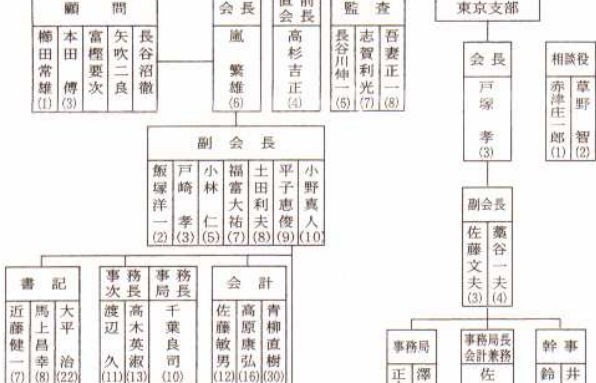 顧問
長谷沼徹
矢吹二良
富樫要次
本田 傳 (3)
櫛田常雄 (1)
会長
嵐 繁雄 (6)
直前会長
高杉吉正 (4)
監査
吾妻正一 (8)
志賀利光 (7)
長谷川伸一 (5)
東京支部
会長
戸塚 孝 (3)
相談役
草野 智 (2)
赤津庄一郎 (1)
副会長
小野真人 (10)
平子恵俊 (9)
土田利夫 (8)
福富大祐 (7)
小林 仁 (5)
戸崎 孝 (3)
飯塚洋一 (2)
副会長
藁谷一夫 (4)
佐藤文夫 (3)
書記
大平 治 (22)
馬上昌幸 (8)
近藤健一 (7)
事務局長
千葉良司 (10)
事務次長
高木英淑 (13)
渡辺 久 (11)
会計
青柳直樹 (30)
高原康弘 (16)
佐藤敏男 (12)
事務局
澤
正
事務局長
会計兼務
佐
幹事
井
鈴